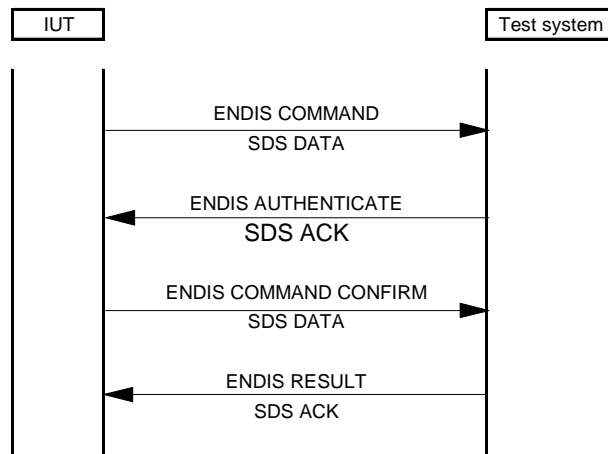 IUT
Test system
ENDIS COMMAND
SDS DATA
ENDIS AUTHENTICATE
SDS ACK
ENDIS COMMAND CONFIRM
SDS DATA
ENDIS RESULT
SDS ACK